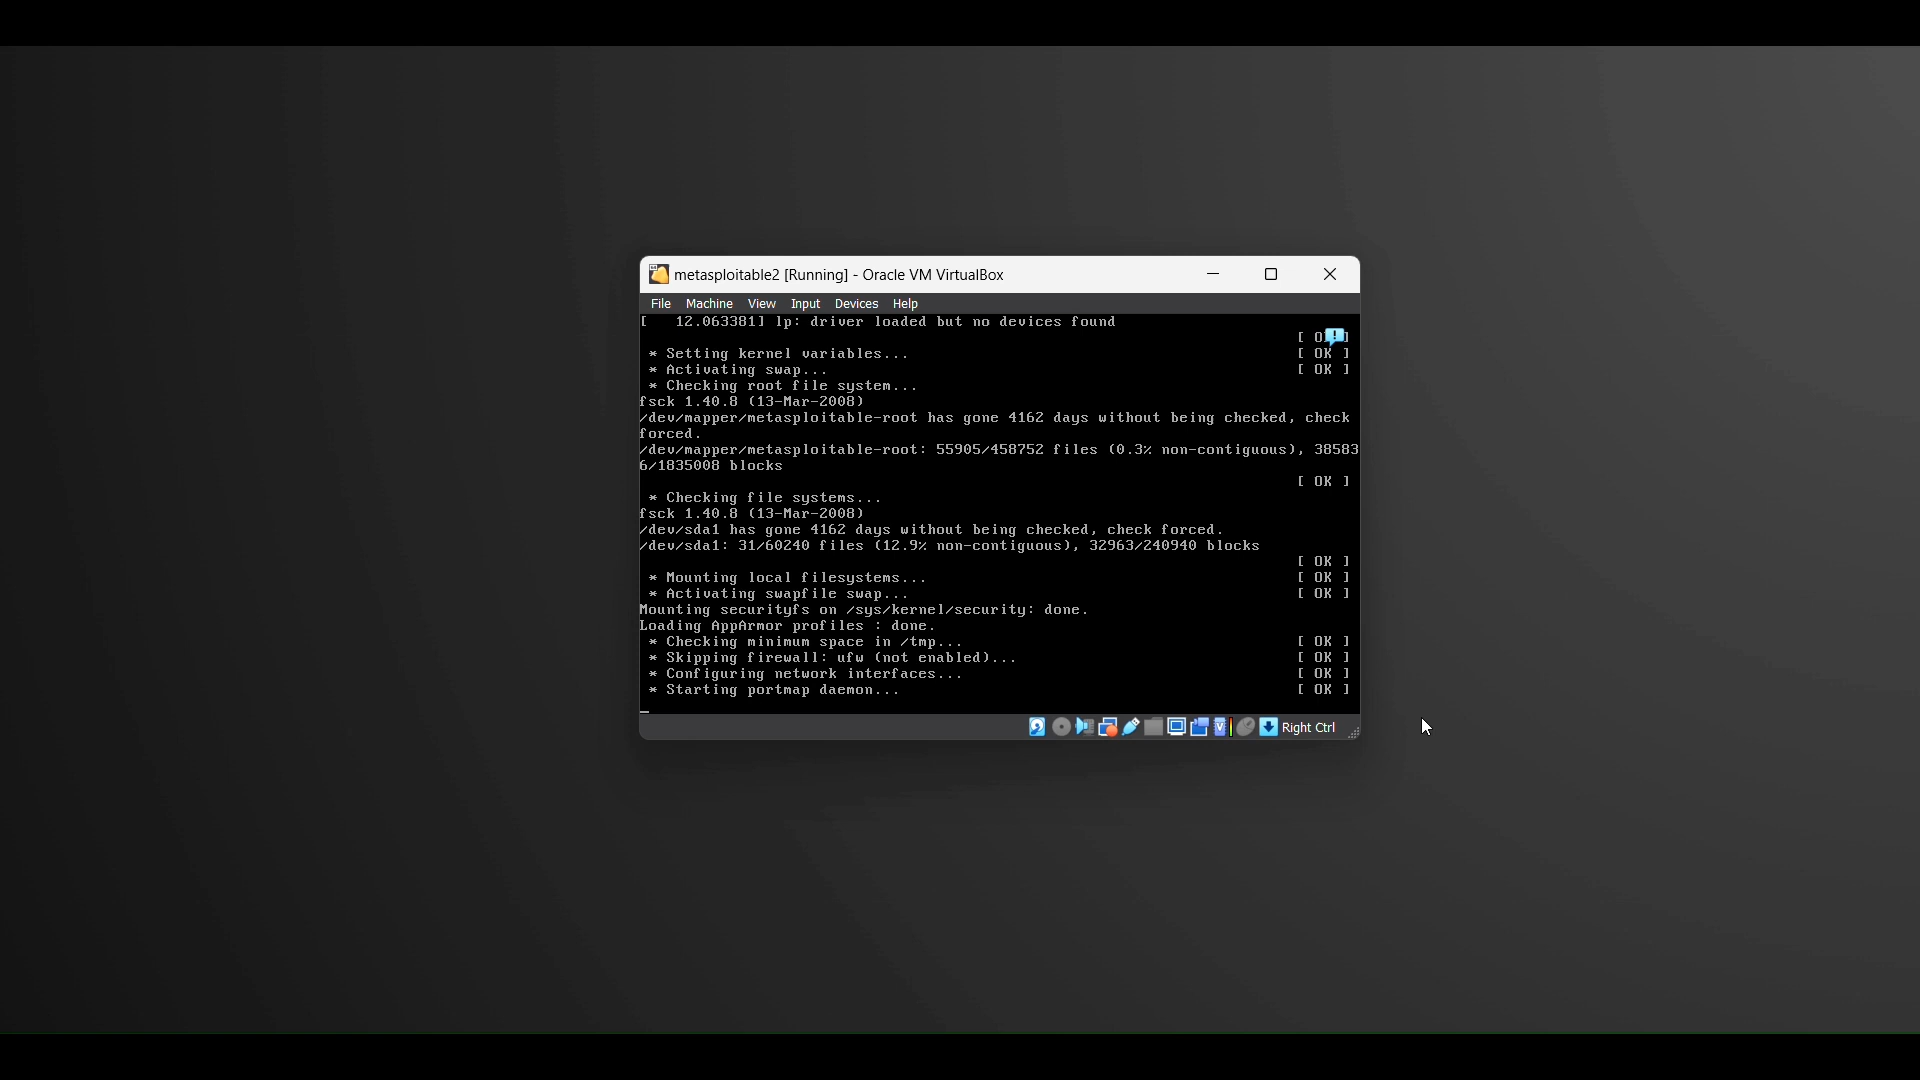 metasploitable2 [Running] - Oracle VM VirtualBox
File Machine View Input Devices Help
[   12.063381] lp: driver loaded but no devices found
[ OK ]
* Setting kernel variables... [ OK ]
* Activating swap... [ OK ]
* Checking root file system...
fsck 1.40.8 (13-Mar-2008)
/dev/mapper/metasploitable-root has gone 4162 days without being checked, check
forced.
/dev/mapper/metasploitable-root: 55905/458752 files (0.3% non-contiguous), 38583
6/1835008 blocks
[ OK ]
* Checking file systems...
fsck 1.40.8 (13-Mar-2008)
/dev/sda1 has gone 4162 days without being checked, check forced.
/dev/sda1: 31/60240 files (12.9% non-contiguous), 32963/240940 blocks
[ OK ]
* Mounting local filesystems... [ OK ]
* Activating swapfile swap... [ OK ]
Mounting securityfs on /sys/kernel/security: done.
Loading AppArmor profiles : done.
* Checking minimum space in /tmp... [ OK ]
* Skipping firewall: ufw (not enabled)... [ OK ]
* Configuring network interfaces... [ OK ]
* Starting portmap daemon... [ OK ]
Right Ctrl